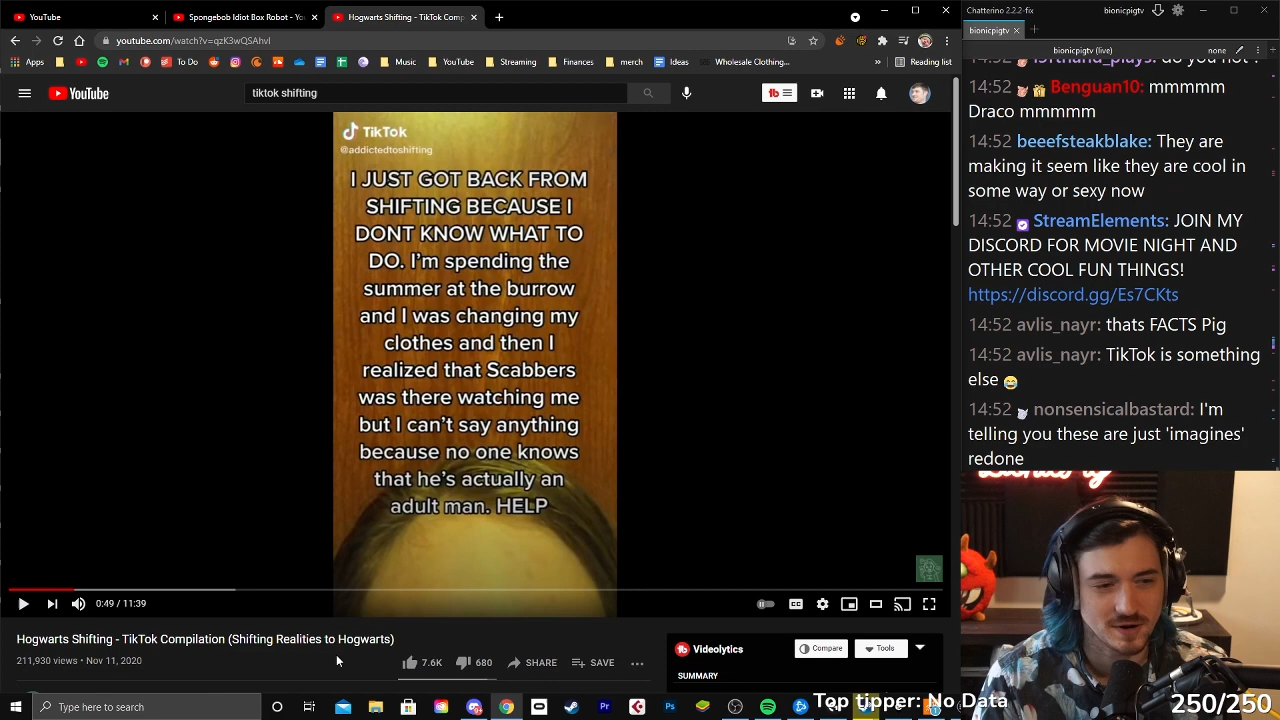 YouTube
Spongebob Idiot Box Robot - Yo
Hogwarts Shifting - TikTok Comp
youtube.com/watch?v=qzK3wQSAhvI
Apps
To Do
Music
YouTube
Streaming
Finances
merch
Ideas
Wholesale Clothing...
Reading list
YouTube
tiktok shifting
TikTok
@addictedtoshifting
I JUST GOT BACK FROM
SHIFTING BECAUSE I
DONT KNOW WHAT TO
DO. I'm spending the
summer at the burrow
and I was changing my
clothes and then I
realized that Scabbers
was there watching me
but I can't say anything
because no one knows
that he's actually an
adult man. HELP
0:49 / 11:39
Hogwarts Shifting - TikTok Compilation (Shifting Realities to Hogwarts)
211,930 views • Nov 11, 2020
7.6K
680
SHARE
SAVE
Videolytics
Compare
Tools
SUMMARY
Type here to search
Chatterino 2.2.2-fix
bionicpigtv
bionicpigtv
bionicpigtv (live)
none
14:52 Benguan10: mmmmm
Draco mmmmm
14:52 beeefsteakblake: They are
making it seem like they are cool in
some way or sexy now
14:52 StreamElements: JOIN MY
DISCORD FOR MOVIE NIGHT AND
OTHER COOL FUN THINGS!
https://discord.gg/Es7CKts
14:52 avlis_nayr: thats FACTS Pig
14:52 avlis_nayr: TikTok is something
else
14:52 nonsensicalbastard: I'm
telling you these are just 'imagines'
redone
Top tipper: No Data
250/250